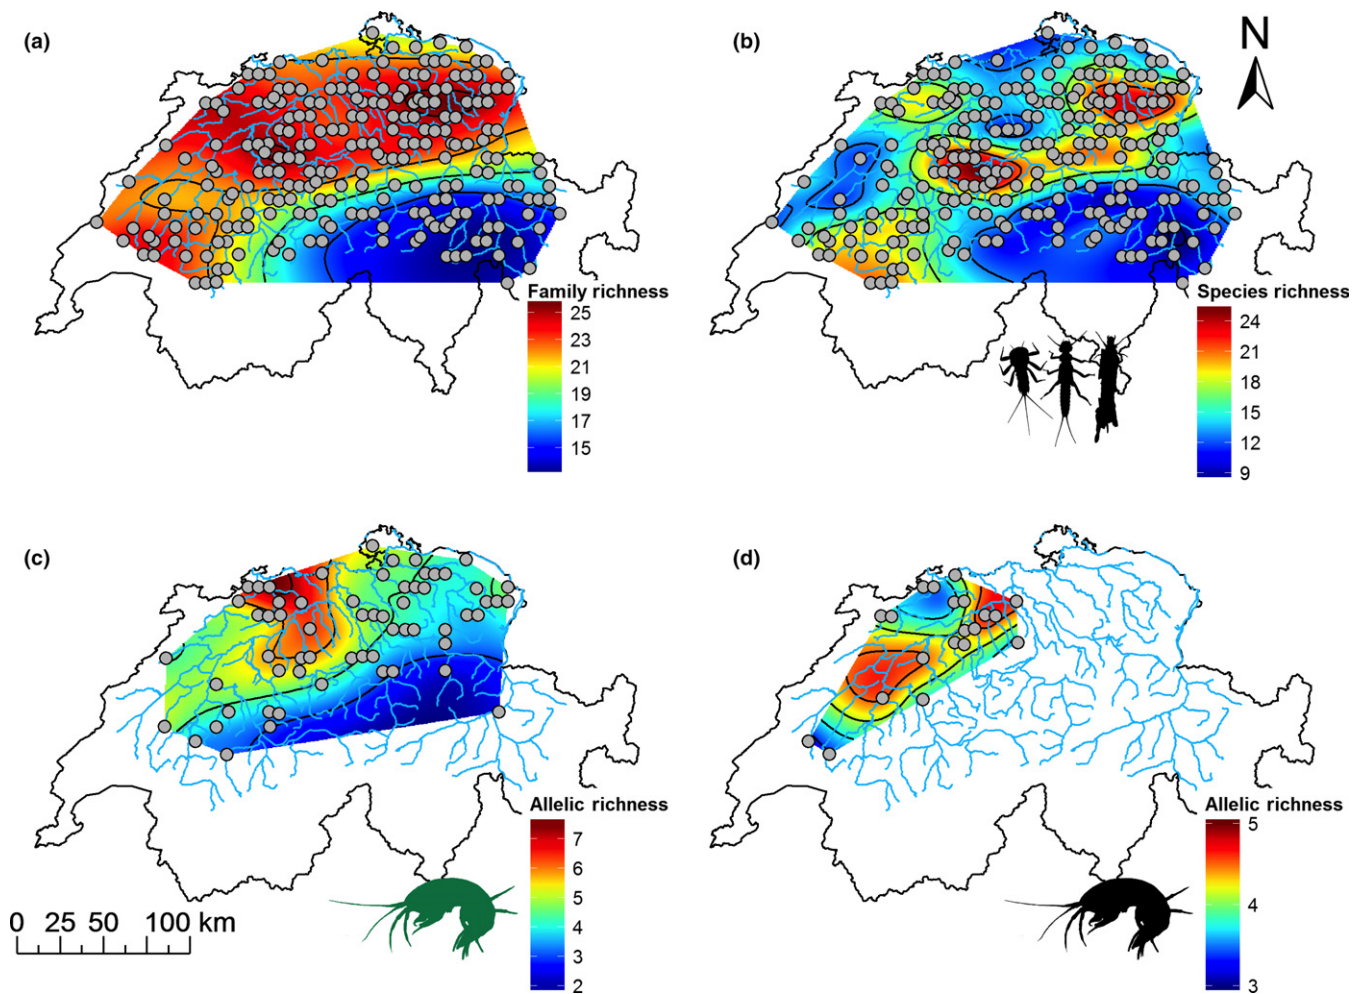 (a)
Family richness
25
23
21
19
17
15
(b)
N
Species richness
24
21
18
15
12
9
(c)
Allelic richness
7
6
5
4
3
2
0 25 50 100 km
(d)
Allelic richness
5
4
3